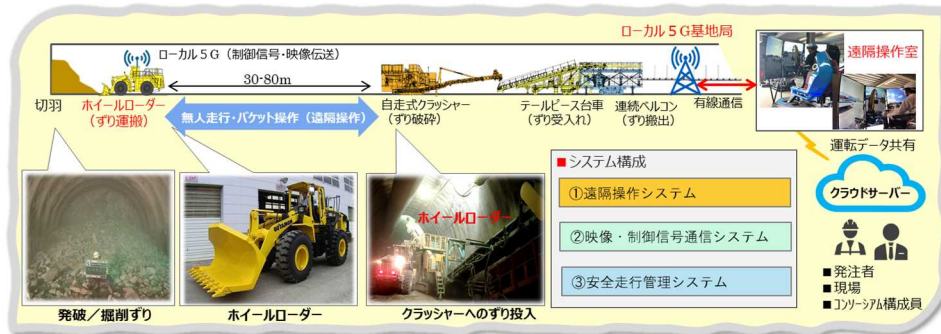 ローカル５G（制御信号・映像伝送）
ローカル５G基地局
遠隔操作室
30-80m
切羽
ホイールローダー
（ずり運搬）
無人走行・バケット操作（遠隔操作）
自走式クラッシャー
（ずり破砕）
テールピース台車
（ずり受入れ）
連続ベルコン
（ずり搬出）
有線通信
運転データ共有
クラウドサーバー
■システム構成
①遠隔操作システム
②映像・制御信号通信システム
③安全走行管理システム
ホイールローダー
■発注者
■現場
■コンソーシアム構成員
発破／掘削ずり
ホイールローダー
クラッシャーへのずり投入